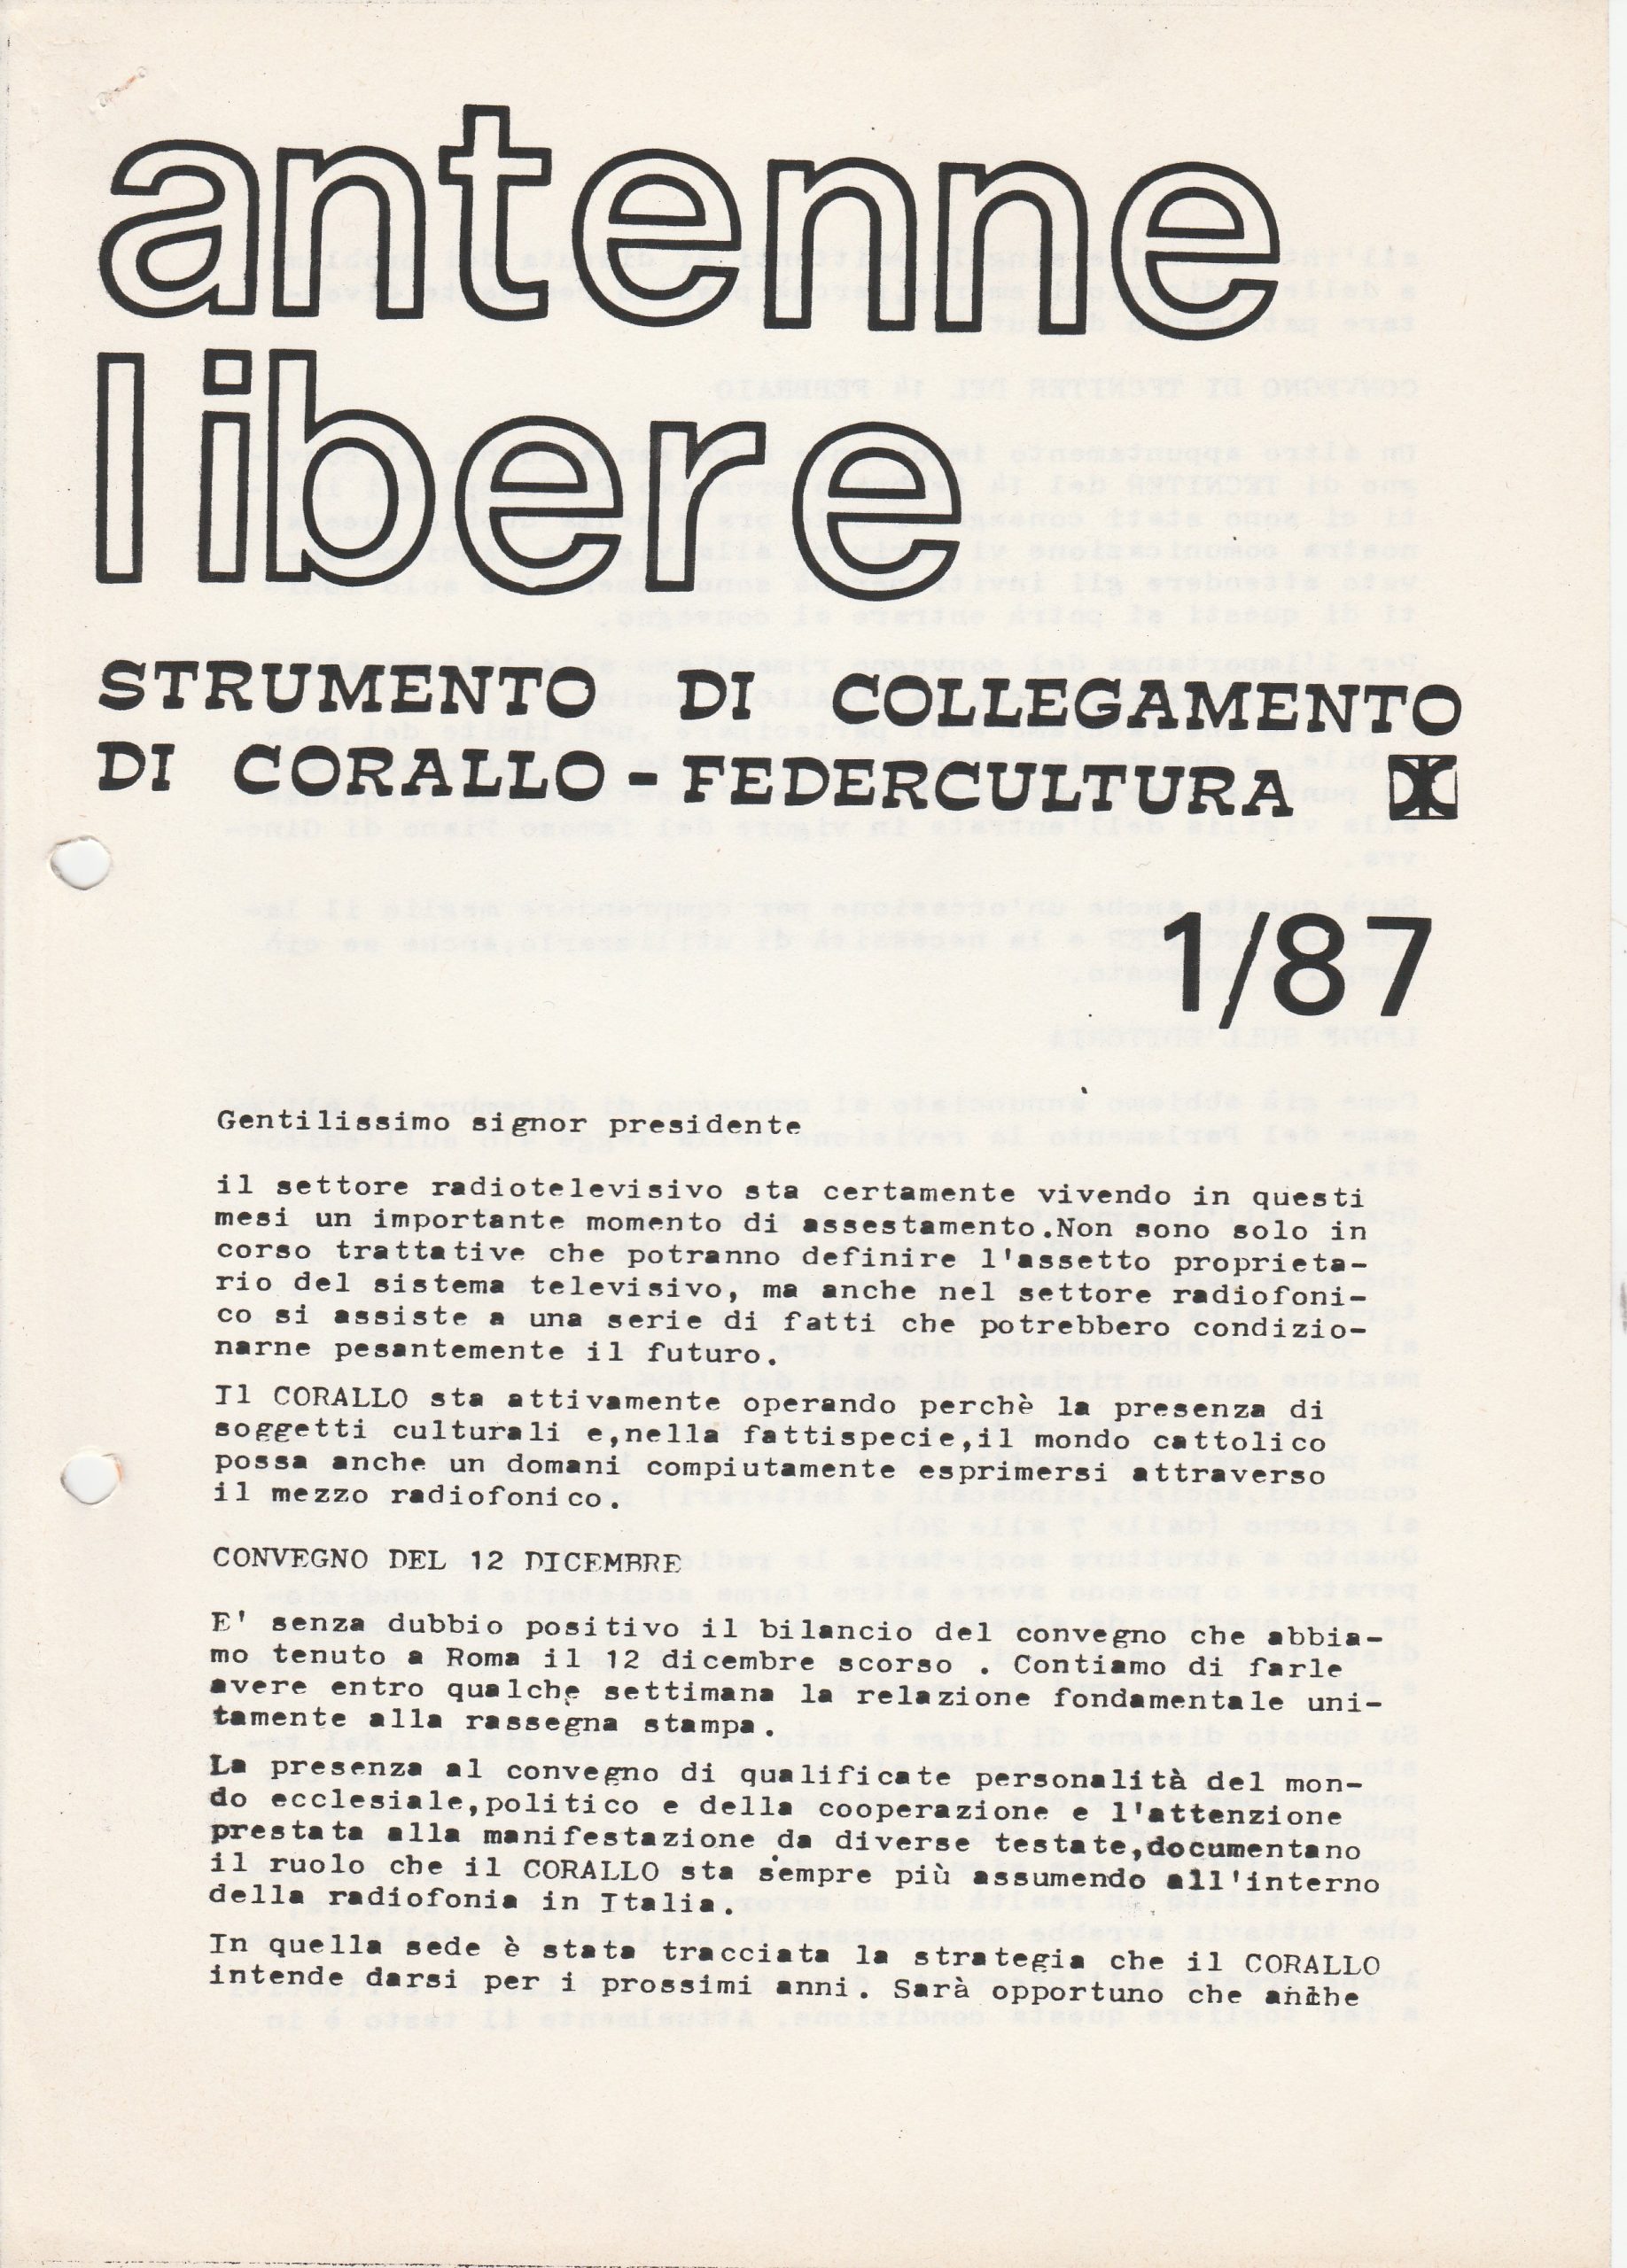 antenne
libere
STRUMENTO DI COLLEGAMENTO
DI CORALLO - FEDERCULTURA
1/87
Gentilissimo signor presidente
il settore radiotelevisivo sta certamente vivendo in questi
mesi un importante momento di assestamento.Non sono solo in
corso trattative che potranno definire l'assetto proprieta-
rio del sistema televisivo, ma anche nel settore radiofoni-
co si assiste a una serie di fatti che potrebbero condizio-
narne pesantemente il futuro.
Il CORALLO sta attivamente operando perchè la presenza di
soggetti culturali e,nella fattispecie,il mondo cattolico
possa anche un domani compiutamente esprimersi attraverso
il mezzo radiofonico.
CONVEGNO DEL 12 DICEMBRE
E' senza dubbio positivo il bilancio del convegno che abbia-
mo tenuto a Roma il 12 dicembre scorso . Contiamo di farle
avere entro qualche settimana la relazione fondamentale uni-
tamente alla rassegna stampa.
La presenza al convegno di qualificate personalità del mon-
do ecclesiale,politico e della cooperazione e l'attenzione
prestata alla manifestazione da diverse testate,documentano
il ruolo che il CORALLO sta sempre più assumendo all'interno
della radiofonia in Italia.
In quella sede è stata tracciata la strategia che il CORALLO
intende darsi per i prossimi anni. Sarà opportuno che anche